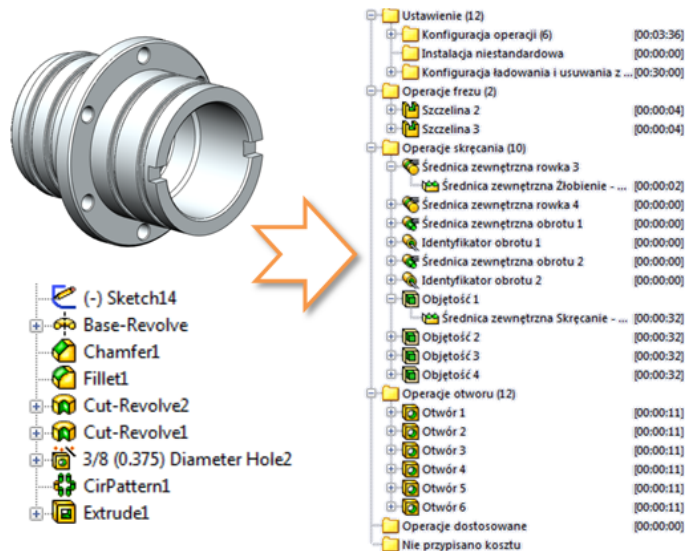 (-) Sketch14
Base-Revolve
Chamfer1
Fillet1
Cut-Revolve2
Cut-Revolve1
3/8 (0.375) Diameter Hole2
CirPattern1
Extrude1
Ustawienie (12)
Konfiguracja operacji (6) [00:03:36]
Instalacja niestandardowa [00:00:00]
Konfiguracja ładowania i usuwania z ... [00:30:00]
Operacje frezu (2)
Szczelina 2 [00:00:04]
Szczelina 3 [00:00:04]
Operacje skręcania (10)
Średnica zewnętrzna rowka 3
Średnica zewnętrzna Żłobienie - ... [00:00:02]
Średnica zewnętrzna rowka 4 [00:00:00]
Średnica zewnętrzna obrotu 1 [00:00:00]
Identyfikator obrotu 1 [00:00:00]
Średnica zewnętrzna obrotu 2 [00:00:00]
Identyfikator obrotu 2 [00:00:00]
Objętość 1
Średnica zewnętrzna Skręcanie - ... [00:00:32]
Objętość 2 [00:00:32]
Objętość 3 [00:00:32]
Objętość 4 [00:00:32]
Operacje otworu (12)
Otwór 1 [00:00:11]
Otwór 2 [00:00:11]
Otwór 3 [00:00:11]
Otwór 4 [00:00:11]
Otwór 5 [00:00:11]
Otwór 6 [00:00:11]
Operacje dostosowane [00:00:00]
Nie przypisano kosztu